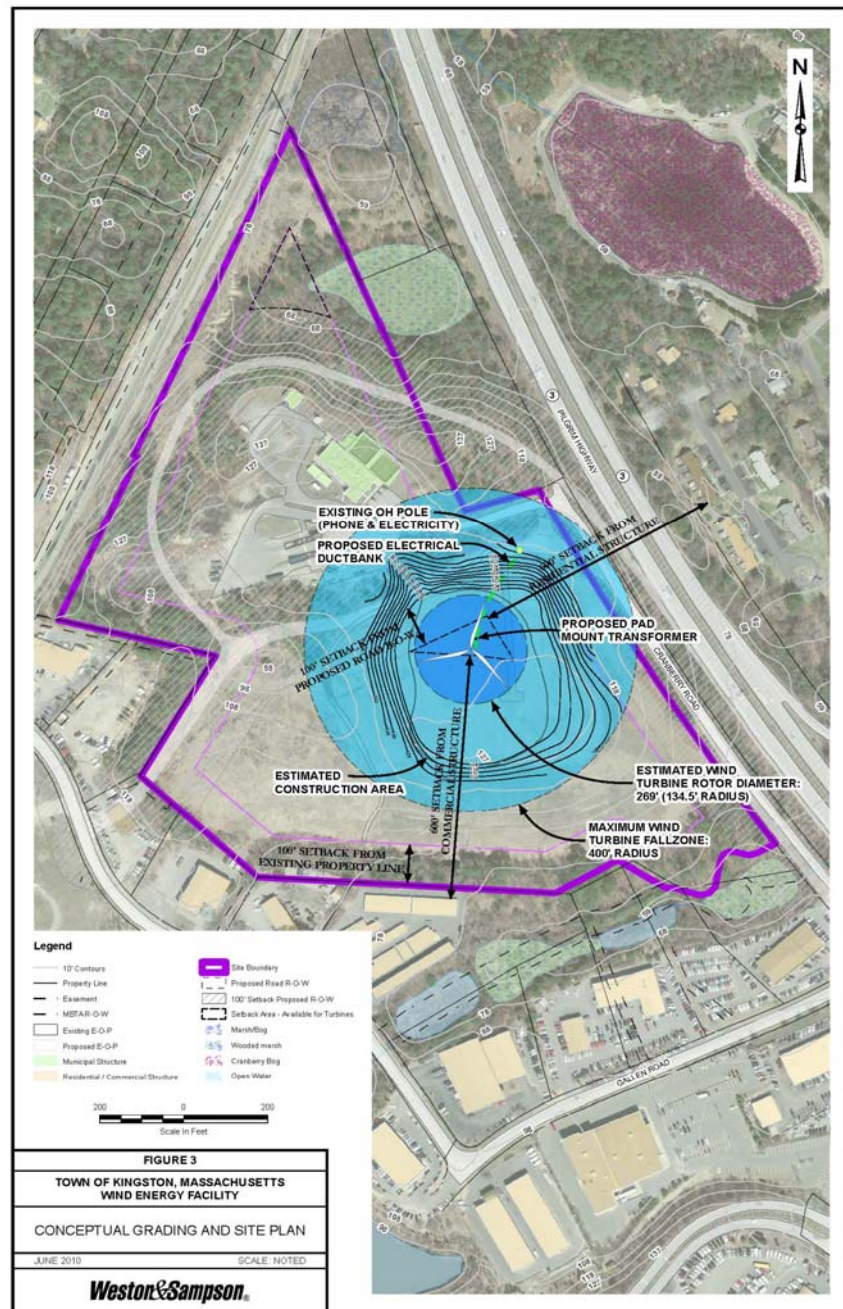 N
3
PILGRIM HIGHWAY
3
EXISTING OH POLE
(PHONE & ELECTRICITY)
PROPOSED ELECTRICAL
DUCTBANK
SETBACK FROM
RESIDENTIAL STRUCTURE
PROPOSED PAD
MOUNT TRANSFORMER
100' SETBACK FROM
PROPOSED ROAD R-O-W
CRANBERRY ROAD
ESTIMATED
CONSTRUCTION AREA
600' SETBACK FROM
COMMERCIAL STRUCTURE
ESTIMATED WIND
TURBINE ROTOR DIAMETER:
269' (134.5' RADIUS)
MAXIMUM WIND
TURBINE FALLZONE:
400' RADIUS
100' SETBACK FROM
EXISTING PROPERTY LINE
GALLEN ROAD
Legend
10' Contours
Property Line
Easement
MBTA R-O-W
Existing E-O-P
Proposed E-O-P
Municipal Structure
Residential / Commercial Structure
Site Boundary
Proposed Road R-O-W
100' Setback Proposed R-O-W
Setback Area - Available for Turbines
Marsh/Bog
Wooded marsh
Cranberry Bog
Open Water
200 0 200
Scale In Feet
FIGURE 3
TOWN OF KINGSTON, MASSACHUSETTS
WIND ENERGY FACILITY
CONCEPTUAL GRADING AND SITE PLAN
JUNE 2010 SCALE: NOTED
Weston&Sampson®